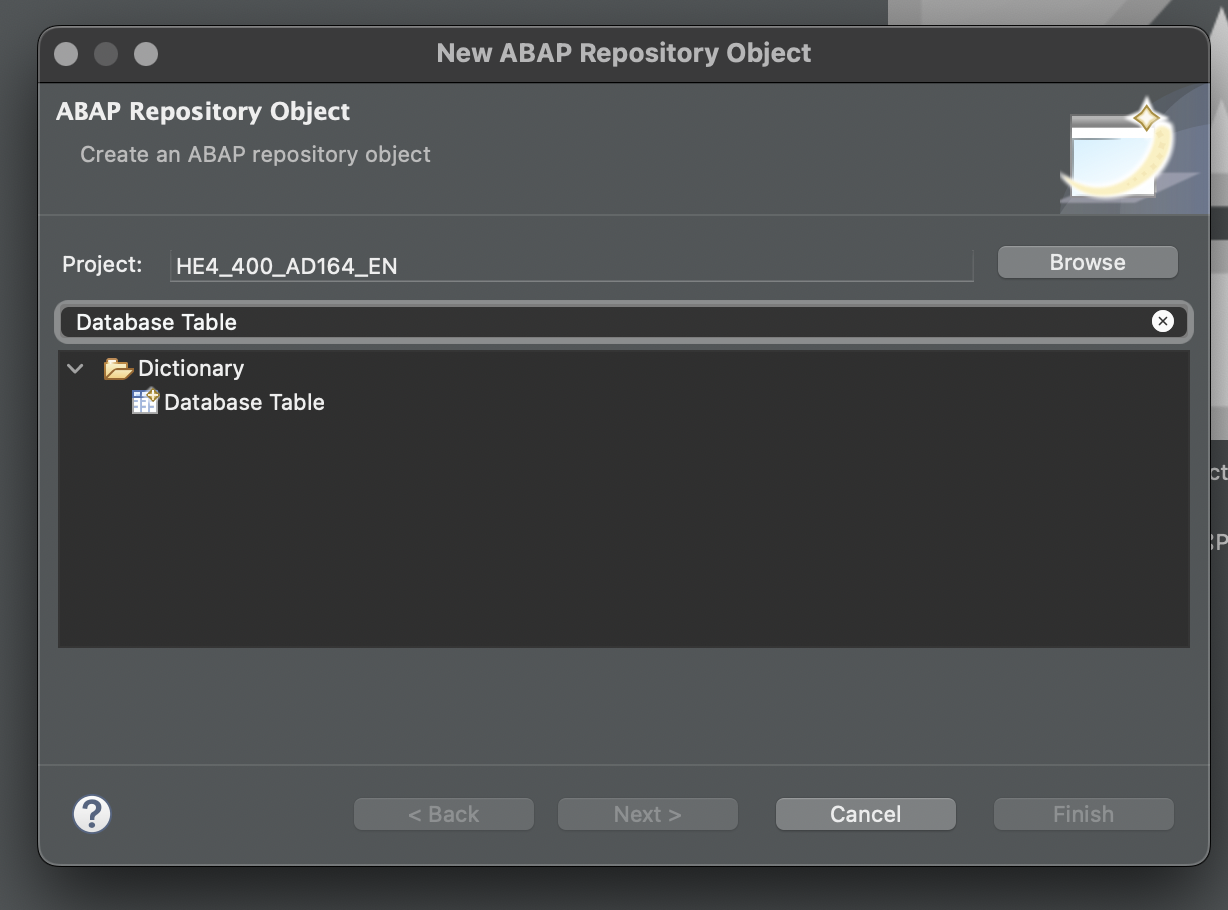 New ABAP Repository Object
ABAP Repository Object
Create an ABAP repository object
Project: HE4_400_AD164_EN Browse
Database Table
Dictionary
Database Table
ct
:P
? < Back Next > Cancel Finish